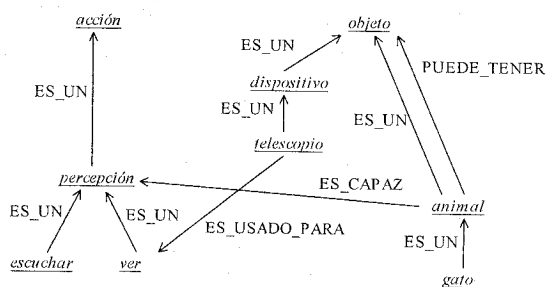 acción
objeto
ES_UN
PUEDE_TENER
dispositivo
ES_UN
ES_UN
ES_UN
telescopio
percepción
ES_CAPAZ
ES_UN
ES_UN
ES_USADO_PARA
animal
ES_UN
escuchar
ver
gato